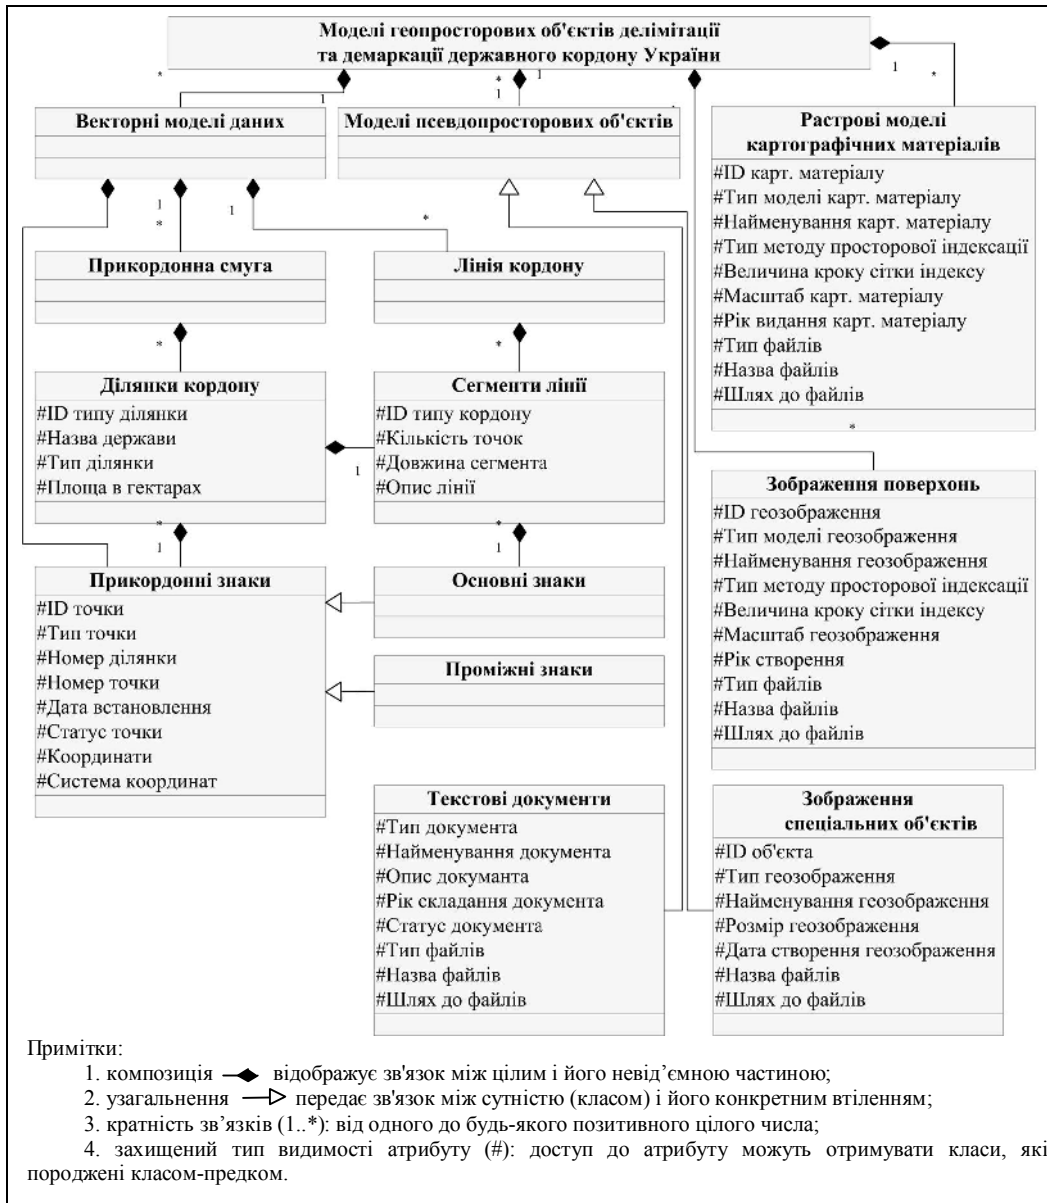 Моделі геопросторових об'єктів делімітації
та демаркації державного кордону України
*
1
*
1
1
1
*
Векторні моделі даних
Моделі псевдопросторових об'єктів
Растрові моделі
картографічних матеріалів
#ID карт. матеріалу
#Тип моделі карт. матеріалу
#Найменування карт. матеріалу
#Тип методу просторової індексації
#Величина кроку сітки індексу
#Масштаб карт. матеріалу
#Рік видання карт. матеріалу
#Тип файлів
#Назва файлів
#Шлях до файлів
1
1
*
*
Прикордонна смуга
Лінія кордону
*
*
Ділянки кордону
#ID типу ділянки
#Назва держави
#Тип ділянки
#Площа в гектарах
Сегменти лінії
#ID типу кордону
#Кількість точок
#Довжина сегмента
#Опис лінії
1
*
Зображення поверхонь
#ID геозображення
#Тип моделі геозображення
#Найменування геозображення
#Тип методу просторової індексації
#Величина кроку сітки індексу
#Масштаб геозображення
#Рік створення
#Тип файлів
#Назва файлів
#Шлях до файлів
*
1
*
1
Прикордонні знаки
#ID точки
#Тип точки
#Номер ділянки
#Номер точки
#Дата встановлення
#Статус точки
#Координати
#Система координат
Основні знаки
Проміжні знаки
Текстові документи
#Тип документа
#Найменування документа
#Опис докуманта
#Рік складання документа
#Статус документа
#Тип файлів
#Назва файлів
#Шлях до файлів
Зображення
спеціальних об'єктів
#ID об'єкта
#Тип геозображення
#Найменування геозображення
#Розмір геозображення
#Дата створення геозображення
#Назва файлів
#Шлях до файлів
Примітки:
1. композиція відображує зв'язок між цілим і його невід’ємною частиною;
2. узагальнення передає зв'язок між сутністю (класом) і його конкретним втіленням;
3. кратність зв’язків (1..*): від одного до будь-якого позитивного цілого числа;
4. захищений тип видимості атрибуту (#): доступ до атрибуту можуть отримувати класи, які
породжені класом-предком.